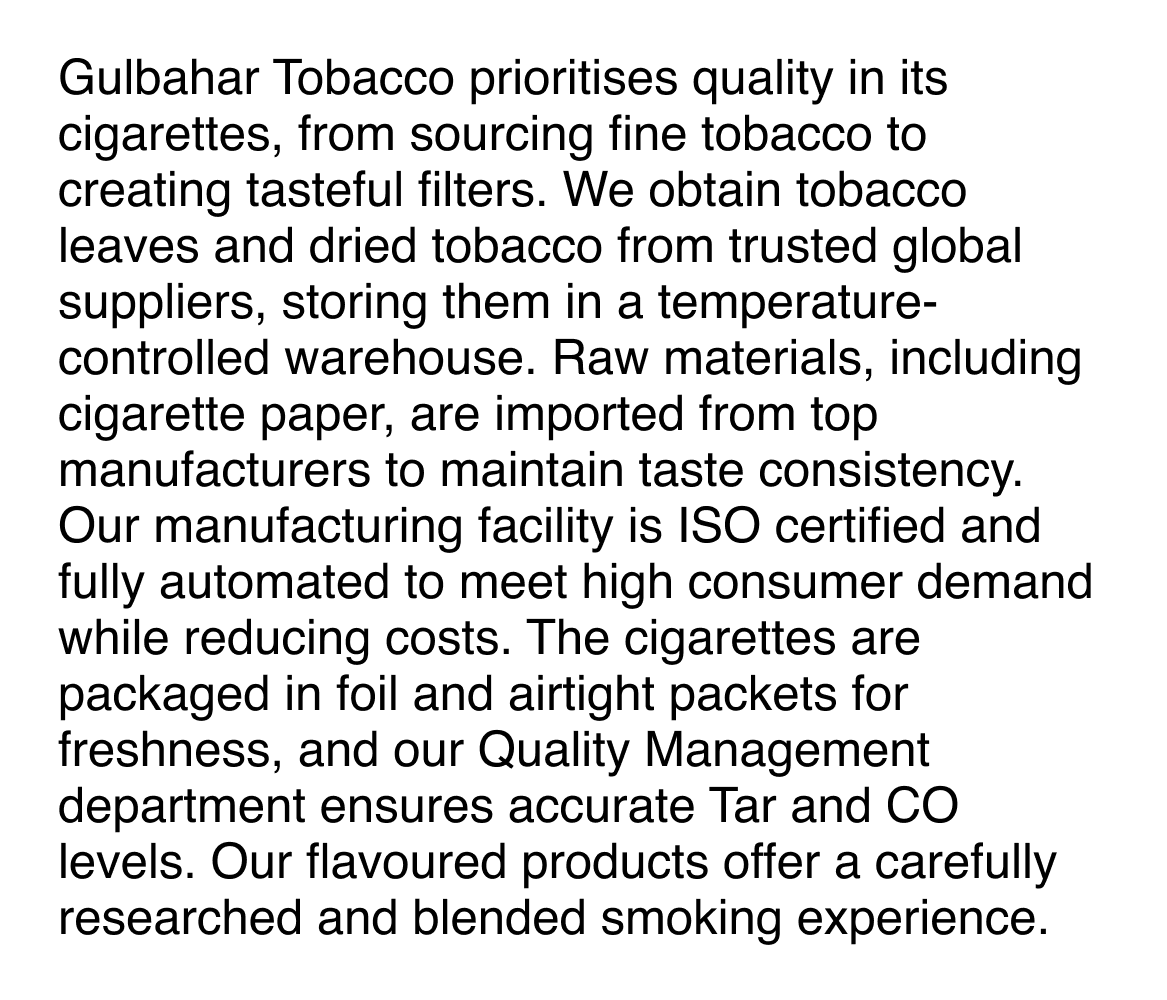 Gulbahar Tobacco prioritises quality in its
cigarettes, from sourcing fine tobacco to
creating tasteful filters. We obtain tobacco
leaves and dried tobacco from trusted global
suppliers, storing them in a temperature-
controlled warehouse. Raw materials, including
cigarette paper, are imported from top
manufacturers to maintain taste consistency.
Our manufacturing facility is ISO certified and
fully automated to meet high consumer demand
while reducing costs. The cigarettes are
packaged in foil and airtight packets for
freshness, and our Quality Management
department ensures accurate Tar and CO
levels. Our flavoured products offer a carefully
researched and blended smoking experience.